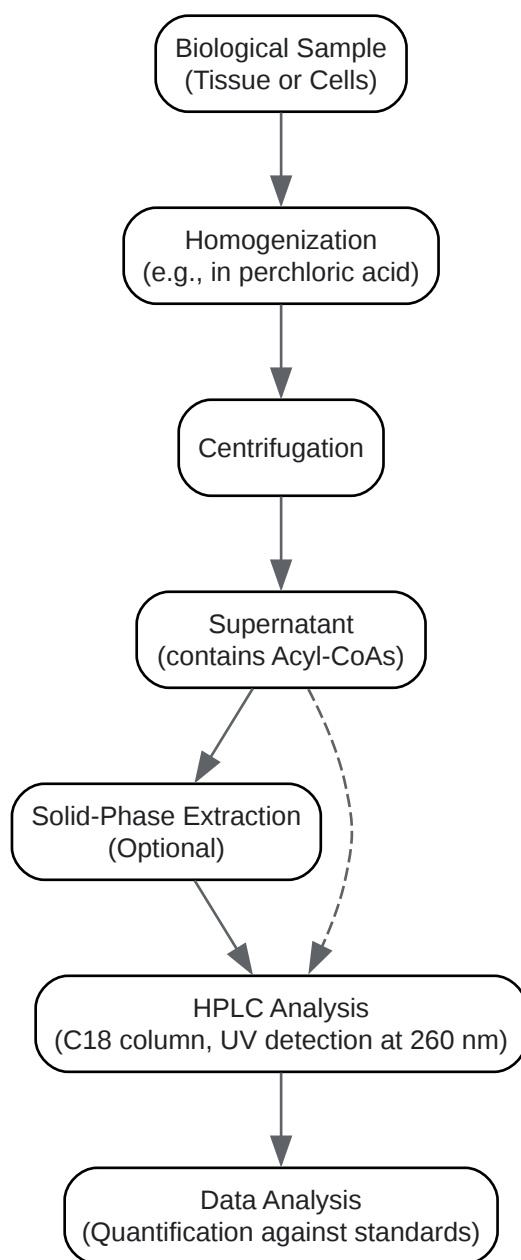 Biological Sample
(Tissue or Cells)
Homogenization
(e.g., in perchloric acid)
Centrifugation
Supernatant
(contains Acyl-CoAs)
Solid-Phase Extraction
(Optional)
HPLC Analysis
(C18 column, UV detection at 260 nm)
Data Analysis
(Quantification against standards)